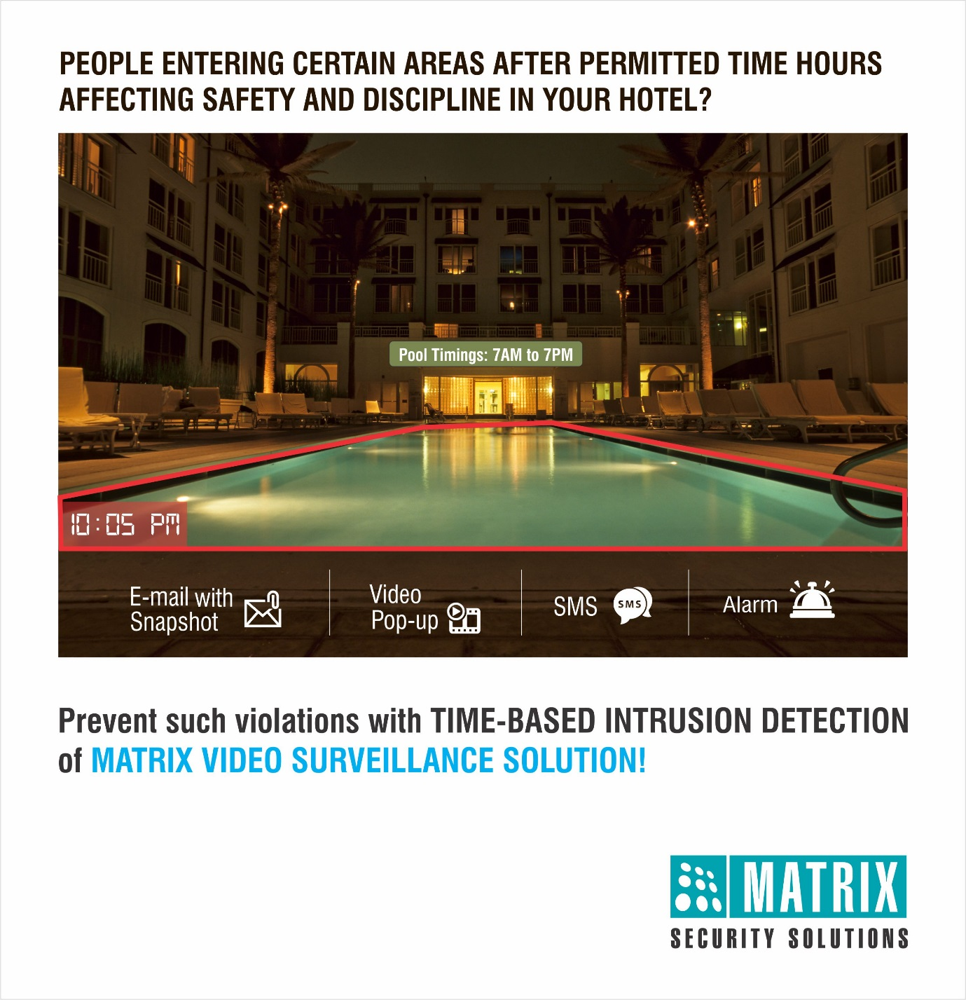 PEOPLE ENTERING CERTAIN AREAS AFTER PERMITTED TIME HOURS
AFFECTING SAFETY AND DISCIPLINE IN YOUR HOTEL?
Pool Timings: 7AM to 7PM
10:05 PM
E-mail with
Snapshot
Video
Pop-up
SMS
SMS
Alarm
Prevent such violations with TIME-BASED INTRUSION DETECTION
of MATRIX VIDEO SURVEILLANCE SOLUTION!
MATRIX
SECURITY SOLUTIONS